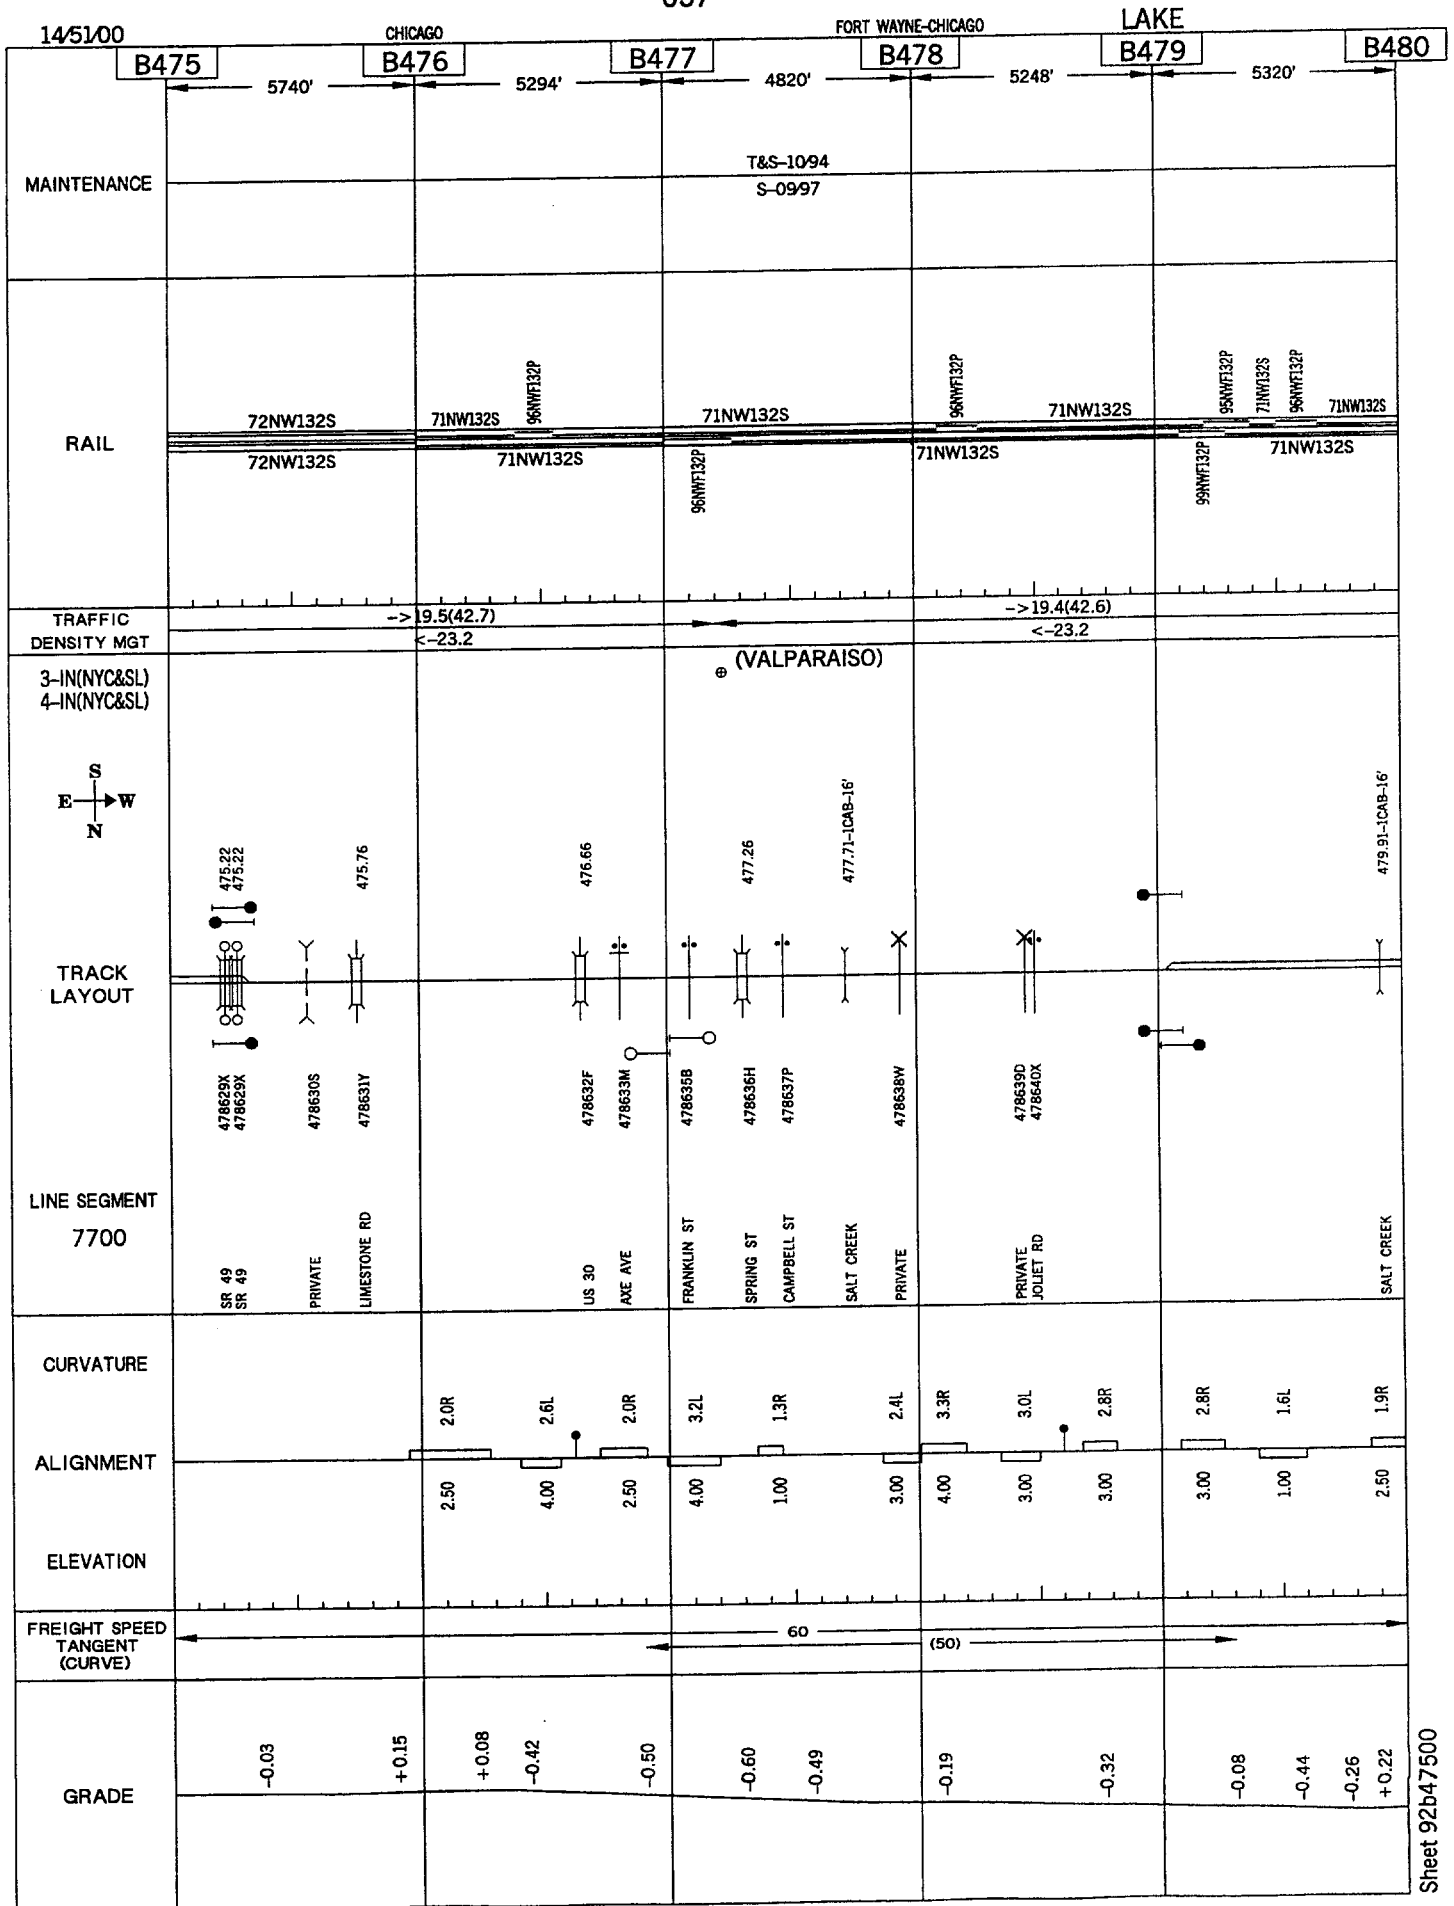 14/51/00 CHICAGO FORT WAYNE-CHICAGO LAKE
B475 B476 B477 B478 B479 B480
5740' 5294' 4820' 5248' 5320'
MAINTENANCE
T&S-10/94
S-09/97
RAIL
96NWF132P 96NWF132P 95NWF132P 71NW132S 96NWF132P
72NW132S 71NW132S 71NW132S 71NW132S 71NW132S
72NW132S 71NW132S 71NW132S 71NW132S
96NWF132P 99NWF132P
TRAFFIC
DENSITY MGT
->19.5(42.7) ->19.4(42.6)
<-23.2 <-23.2
3-IN(NYC&SL)
4-IN(NYC&SL)
(VALPARAISO)
S
E W
N
475.22 475.22 475.76 476.66 477.26 477.71-1CAB-16' 479.91-1CAB-16'
TRACK
LAYOUT
478629X 478629X 478630S 478631Y 478632F 478633M 478635B 478636H 478637P 478638W 478639D 478640X
LINE SEGMENT
7700
SR 49 SR 49 PRIVATE LIMESTONE RD US 30 AXE AVE FRANKLIN ST SPRING ST CAMPBELL ST SALT CREEK PRIVATE PRIVATE JOLIET RD SALT CREEK
CURVATURE
2.0R 2.6L 2.0R 3.2L 1.3R 2.4L 3.3R 3.0L 2.8R 2.8R 1.6L 1.9R
ALIGNMENT
2.50 4.00 2.50 4.00 1.00 3.00 4.00 3.00 3.00 3.00 1.00 2.50
ELEVATION
FREIGHT SPEED
TANGENT
(CURVE)
60
(50)
GRADE
-0.03 +0.15 +0.08 -0.42 -0.50 -0.60 -0.49 -0.19 -0.32 -0.08 -0.44 -0.26 +0.22
Sheet 92b47500